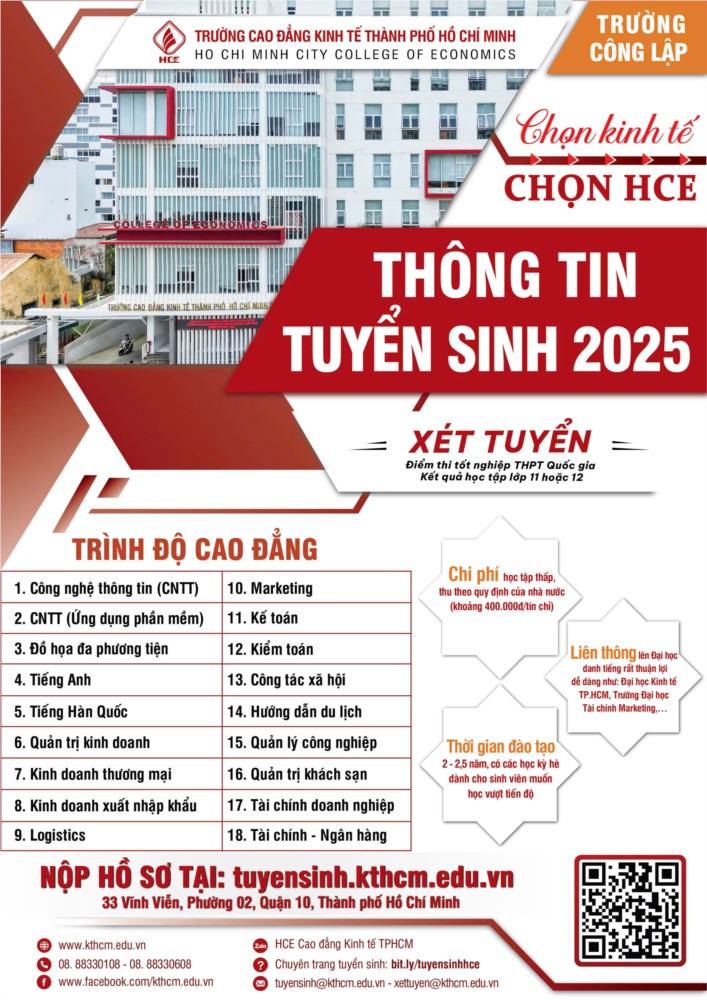 TRƯỜNG CAO ĐẲNG KINH TẾ THÀNH PHỐ HỒ CHÍ MINH
HO CHI MINH CITY COLLEGE OF ECONOMICS
HCE
TRƯỜNG
CÔNG LẬP
Chọn kinh tế
CHỌN HCE
COLLEGE OF ECONOMICS
TRƯỜNG CAO ĐẲNG KINH TẾ THÀNH PHỐ HỒ CHÍ MINH
THÔNG TIN
TUYỂN SINH 2025
XÉT TUYỂN
Điểm thi tốt nghiệp THPT Quốc gia
Kết quả học tập lớp 11 hoặc 12
TRÌNH ĐỘ CAO ĐẲNG
1. Công nghệ thông tin (CNTT)
2. CNTT (Ứng dụng phần mềm)
3. Đồ họa đa phương tiện
4. Tiếng Anh
5. Tiếng Hàn Quốc
6. Quản trị kinh doanh
7. Kinh doanh thương mại
8. Kinh doanh xuất nhập khẩu
9. Logistics
10. Marketing
11. Kế toán
12. Kiểm toán
13. Công tác xã hội
14. Hướng dẫn du lịch
15. Quản lý công nghiệp
16. Quản trị khách sạn
17. Tài chính doanh nghiệp
18. Tài chính - Ngân hàng
Chi phí học tập thấp,
thu theo quy định của nhà nước
(khoảng 400.000đ/tín chỉ)
Liên thông lên Đại học
danh tiếng rất thuận lợi
dễ dàng như: Đại học Kinh tế
TP.HCM, Trường Đại học
Tài chính Marketing,...
Thời gian đào tạo
2 - 2,5 năm, có các học kỳ hè
dành cho sinh viên muốn
học vượt tiến độ
NỘP HỒ SƠ TẠI: tuyensinh.kthcm.edu.vn
33 Vĩnh Viễn, Phường 02, Quận 10, Thành phố Hồ Chí Minh
www.kthcm.edu.vn
08. 88330108 - 08. 88330608
www.facebook.com/kthcm.edu.vn
Zalo HCE Cao đẳng Kinh tế TPHCM
Chuyên trang tuyển sinh: bit.ly/tuyensinhhce
tuyensinh@kthcm.edu.vn - xettuyen@kthcm.edu.vn